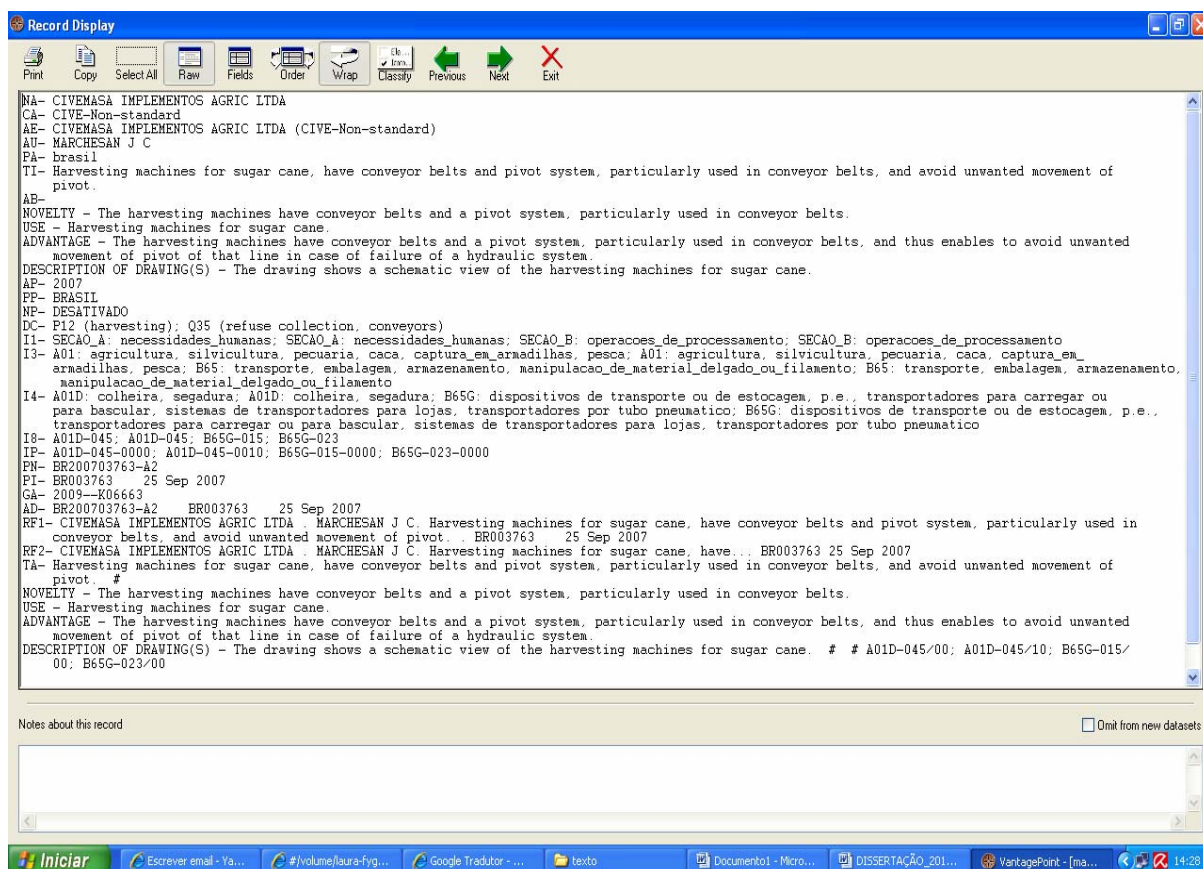 Record Display
Print Copy Select All Raw Fields Order Wrap Classify Previous Next Exit
NA- CIVEMASA IMPLEMENTOS AGRIC LTDA
CA- CIVE-Non-standard
AE- CIVEMASA IMPLEMENTOS AGRIC LTDA (CIVE-Non-standard)
AU- MARCHESAN J C
PA- brasil
TI- Harvesting machines for sugar cane, have conveyor belts and pivot system, particularly used in conveyor belts, and avoid unwanted movement of
pivot.
AB-
NOVELTY - The harvesting machines have conveyor belts and a pivot system, particularly used in conveyor belts.
USE - Harvesting machines for sugar cane.
ADVANTAGE - The harvesting machines have conveyor belts and a pivot system, particularly used in conveyor belts, and thus enables to avoid unwanted
movement of pivot of that line in case of failure of a hydraulic system.
DESCRIPTION OF DRAWING(S) - The drawing shows a schematic view of the harvesting machines for sugar cane.
AP- 2007
PP- BRASIL
NP- DESATIVADO
DC- P12 (harvesting); Q35 (refuse collection, conveyors)
I1- SECAO_A: necessidades_humanas; SECAO_A: necessidades_humanas; SECAO_B: operacoes_de_processamento; SECAO_B: operacoes_de_processamento
I3- A01: agricultura, silvicultura, pecuaria, caca, captura_em_armadilhas, pesca; A01: agricultura, silvicultura, pecuaria, caca, captura_em_
armadilhas, pesca; B65: transporte, embalagem, armazenamento, manipulacao_de_material_delgado_ou_filamento; B65: transporte, embalagem, armazenamento,
manipulacao_de_material_delgado_ou_filamento
I4- A01D: colheira, segadura; A01D: colheira, segadura; B65G: dispositivos de transporte ou de estocagem, p.e., transportadores para carregar ou
para bascular, sistemas de transportadores para lojas, transportadores por tubo pneumatico; B65G: dispositivos de transporte ou de estocagem, p.e.,
transportadores para carregar ou para bascular, sistemas de transportadores para lojas, transportadores por tubo pneumatico
I8- A01D-045; A01D-045; B65G-015; B65G-023
IP- A01D-045-0000; A01D-045-0010; B65G-015-0000; B65G-023-0000
PN- BR200703763-A2
PI- BR003763 25 Sep 2007
GA- 2009--K06663
AD- BR200703763-A2 BR003763 25 Sep 2007
RF1- CIVEMASA IMPLEMENTOS AGRIC LTDA . MARCHESAN J C. Harvesting machines for sugar cane, have conveyor belts and pivot system, particularly used in
conveyor belts, and avoid unwanted movement of pivot. . BR003763 25 Sep 2007
RF2- CIVEMASA IMPLEMENTOS AGRIC LTDA . MARCHESAN J C. Harvesting machines for sugar cane, have... BR003763 25 Sep 2007
TA- Harvesting machines for sugar cane, have conveyor belts and pivot system, particularly used in conveyor belts, and avoid unwanted movement of
pivot. #
NOVELTY - The harvesting machines have conveyor belts and a pivot system, particularly used in conveyor belts.
USE - Harvesting machines for sugar cane.
ADVANTAGE - The harvesting machines have conveyor belts and a pivot system, particularly used in conveyor belts, and thus enables to avoid unwanted
movement of pivot of that line in case of failure of a hydraulic system.
DESCRIPTION OF DRAWING(S) - The drawing shows a schematic view of the harvesting machines for sugar cane. # # A01D-045/00; A01D-045/10; B65G-015/
00; B65G-023/00
Notes about this record
Omit from new datasets
Iniciar Escrever email - Ya... #/volume/laura-fyg... Google Tradutor - ... texto Documento1 - Micro... DISSERTAÇÃO_201... VantagePoint - [ma... 14:28